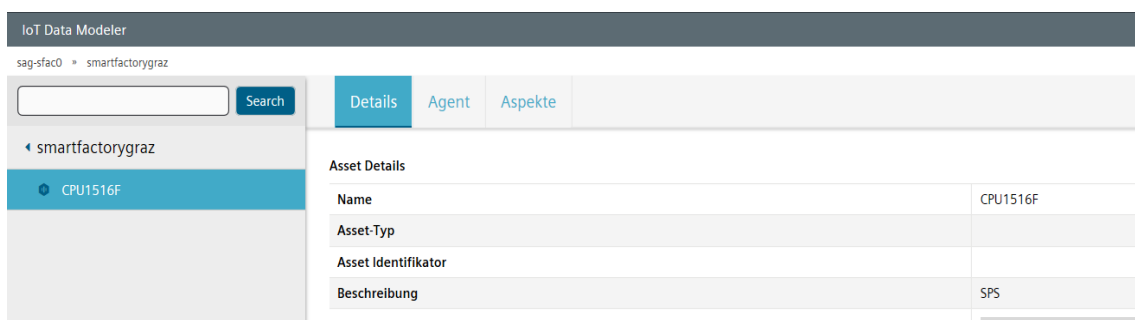 IoT Data Modeler
sag-sfac0 » smartfactorygraz
Search
Details Agent Aspekte
smartfactorygraz
CPU1516F
Asset Details
Name CPU1516F
Asset-Typ
Asset Identifikator
Beschreibung SPS